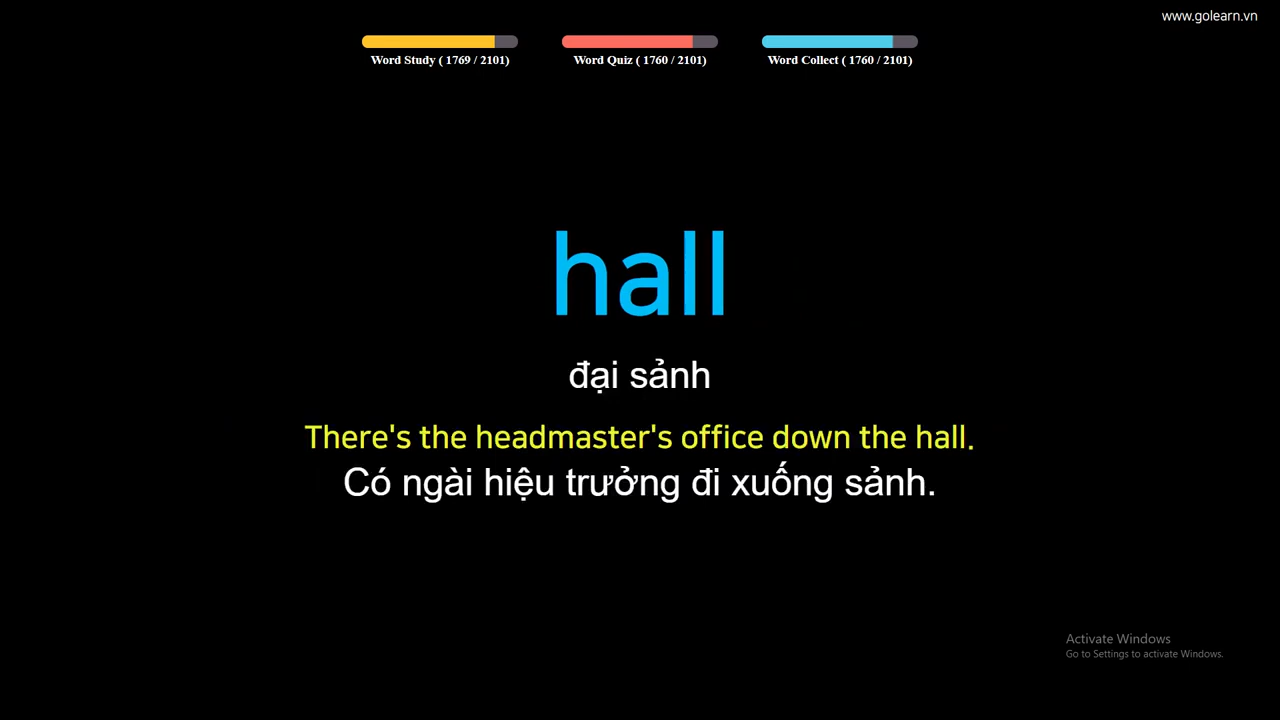 www.golearn.vn
Word Study ( 1769 / 2101)
Word Quiz ( 1760 / 2101)
Word Collect ( 1760 / 2101)
hall
đại sảnh
There's the headmaster's office down the hall.
Có ngài hiệu trưởng đi xuống sảnh.
Activate Windows
Go to Settings to activate Windows.